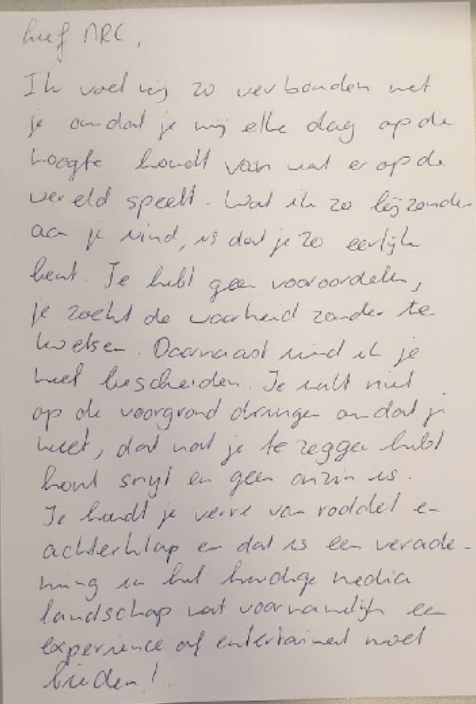 Lief NRC,
Ik voel mij zo verbonden met
je omdat je mij elke dag op de
hoogte houdt van wat er op de
wereld speelt. Wat ik zo bijzonder
aan je vind, is dat je zo eerlijk
bent. Je hebt geen vooroordelen,
je zoekt de waarheid zonder te
kwetsen. Daarnaast vind ik je
heel bescheiden. Je wilt niet
op de voorgrond dringen omdat je
weet, dat wat je te zeggen hebt
hout snijt en geen onzin is.
Je houdt je verre van roddel en
achterklap en dat is een verade-
ming in het huidige media
landschap wat voornamelijk een
experience of entertainment moet
bieden!